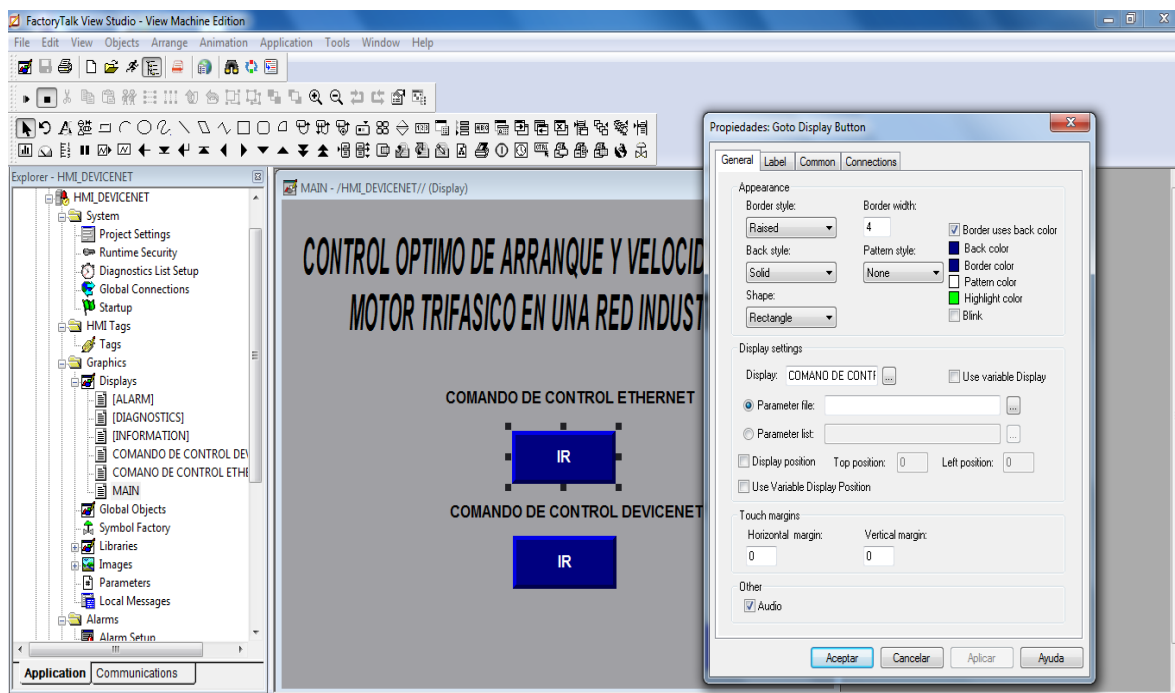 FactoryTalk View Studio - View Machine Edition
File Edit View Objects Arrange Animation Application Tools Window Help
Explorer - HMI_DEVICENET
HMI_DEVICENET
System
Project Settings
Runtime Security
Diagnostics List Setup
Global Connections
Startup
HMI Tags
Tags
Graphics
Displays
[ALARM]
[DIAGNOSTICS]
[INFORMATION]
COMANDO DE CONTROL DEV
COMANO DE CONTROL ETHE
MAIN
Global Objects
Symbol Factory
Libraries
Images
Parameters
Local Messages
Alarms
Alarm Setup
Application Communications
MAIN - /HMI_DEVICENET// (Display)
CONTROL OPTIMO DE ARRANQUE Y VELOCID
MOTOR TRIFASICO EN UNA RED INDUST
COMANDO DE CONTROL ETHERNET
IR
COMANDO DE CONTROL DEVICENET
IR
Propiedades: Goto Display Button
General Label Common Connections
Appearance
Border style: Border width:
Raised 4 Border uses back color
Back style: Pattern style: Back color
Solid None Border color
Pattern color
Shape: Highlight color
Rectangle Blink
Display settings
Display: COMANO DE CONTF ... Use variable Display
Parameter file: ...
Parameter list: ...
Display position Top position: 0 Left position: 0
Use Variable Display Position
Touch margins
Horizontal margin: Vertical margin:
0 0
Other
Audio
Aceptar Cancelar Aplicar Ayuda